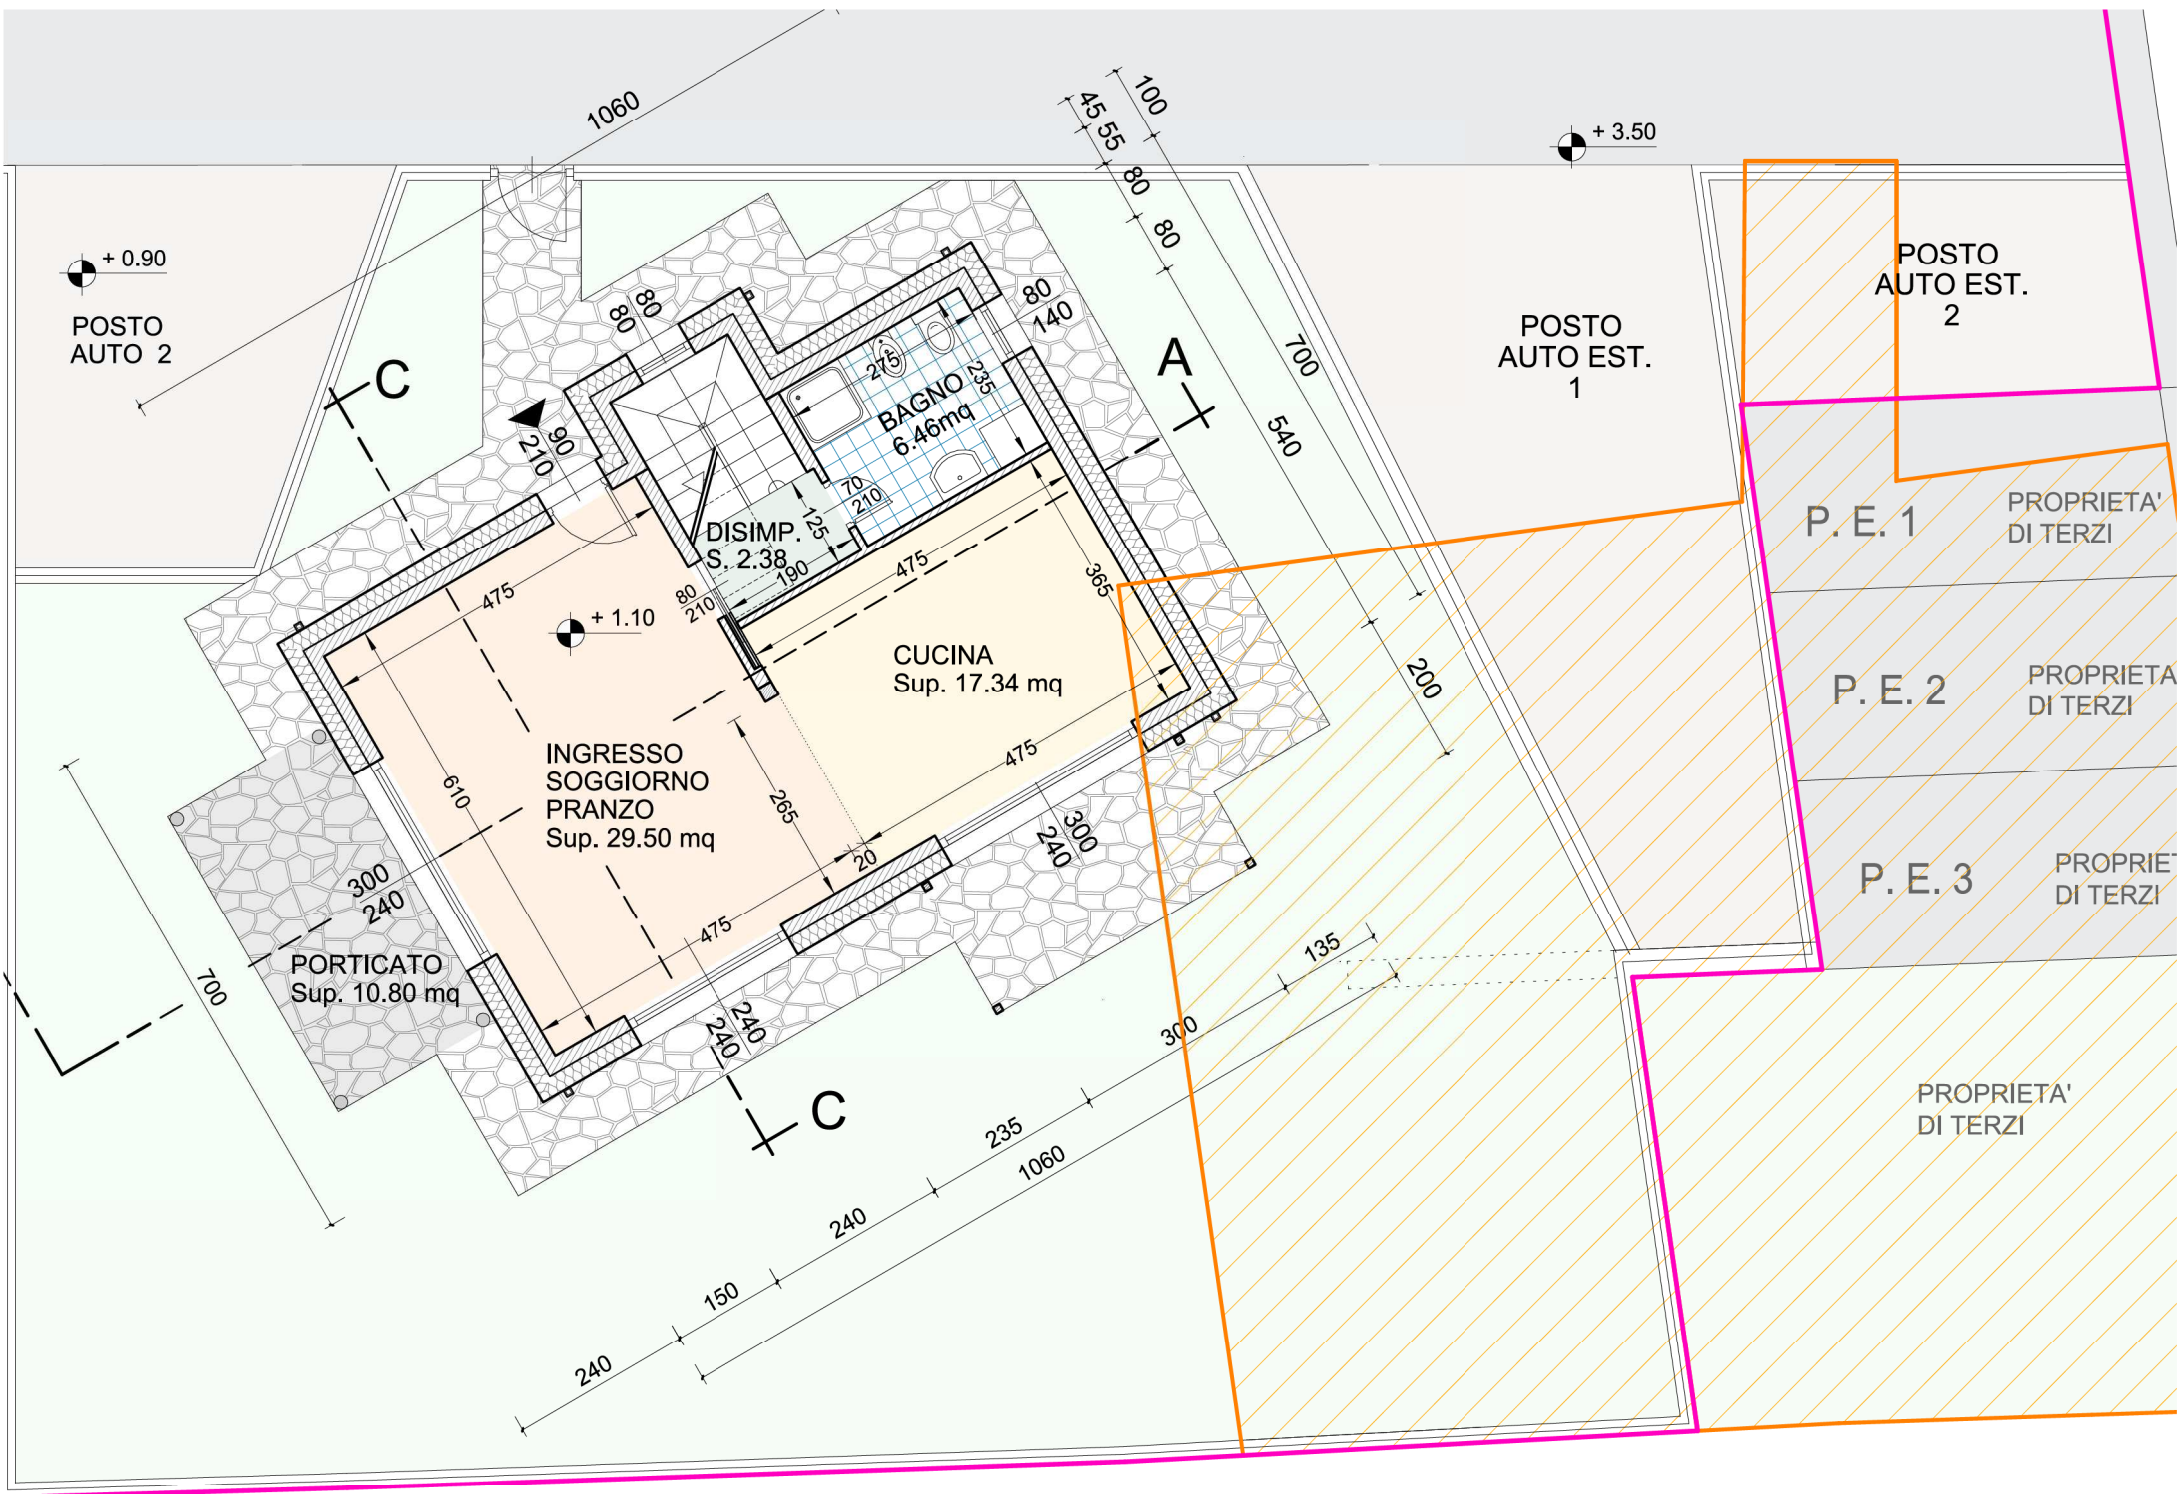 1060
100
45
55
80
80
+ 3.50
+ 0.90
POSTO
AUTO 2
POSTO
AUTO EST.
2
POSTO
AUTO EST.
1
80
80
80
140
700
C
A
275
235
BAGNO
6.46mq
540
90
210
70
210
125
DISIMP.
S. 2.38
190
475
365
475
80
210
+ 1.10
P. E. 1
PROPRIETA'
DI TERZI
CUCINA
Sup. 17.34 mq
200
P. E. 2
PROPRIETA
DI TERZI
INGRESSO
SOGGIORNO
PRANZO
Sup. 29.50 mq
610
265
475
20
300
240
300
240
P. E. 3
PROPRIET
DI TERZI
475
PORTICATO
Sup. 10.80 mq
700
240
240
135
300
C
235
1060
PROPRIETA'
DI TERZI
240
150
240